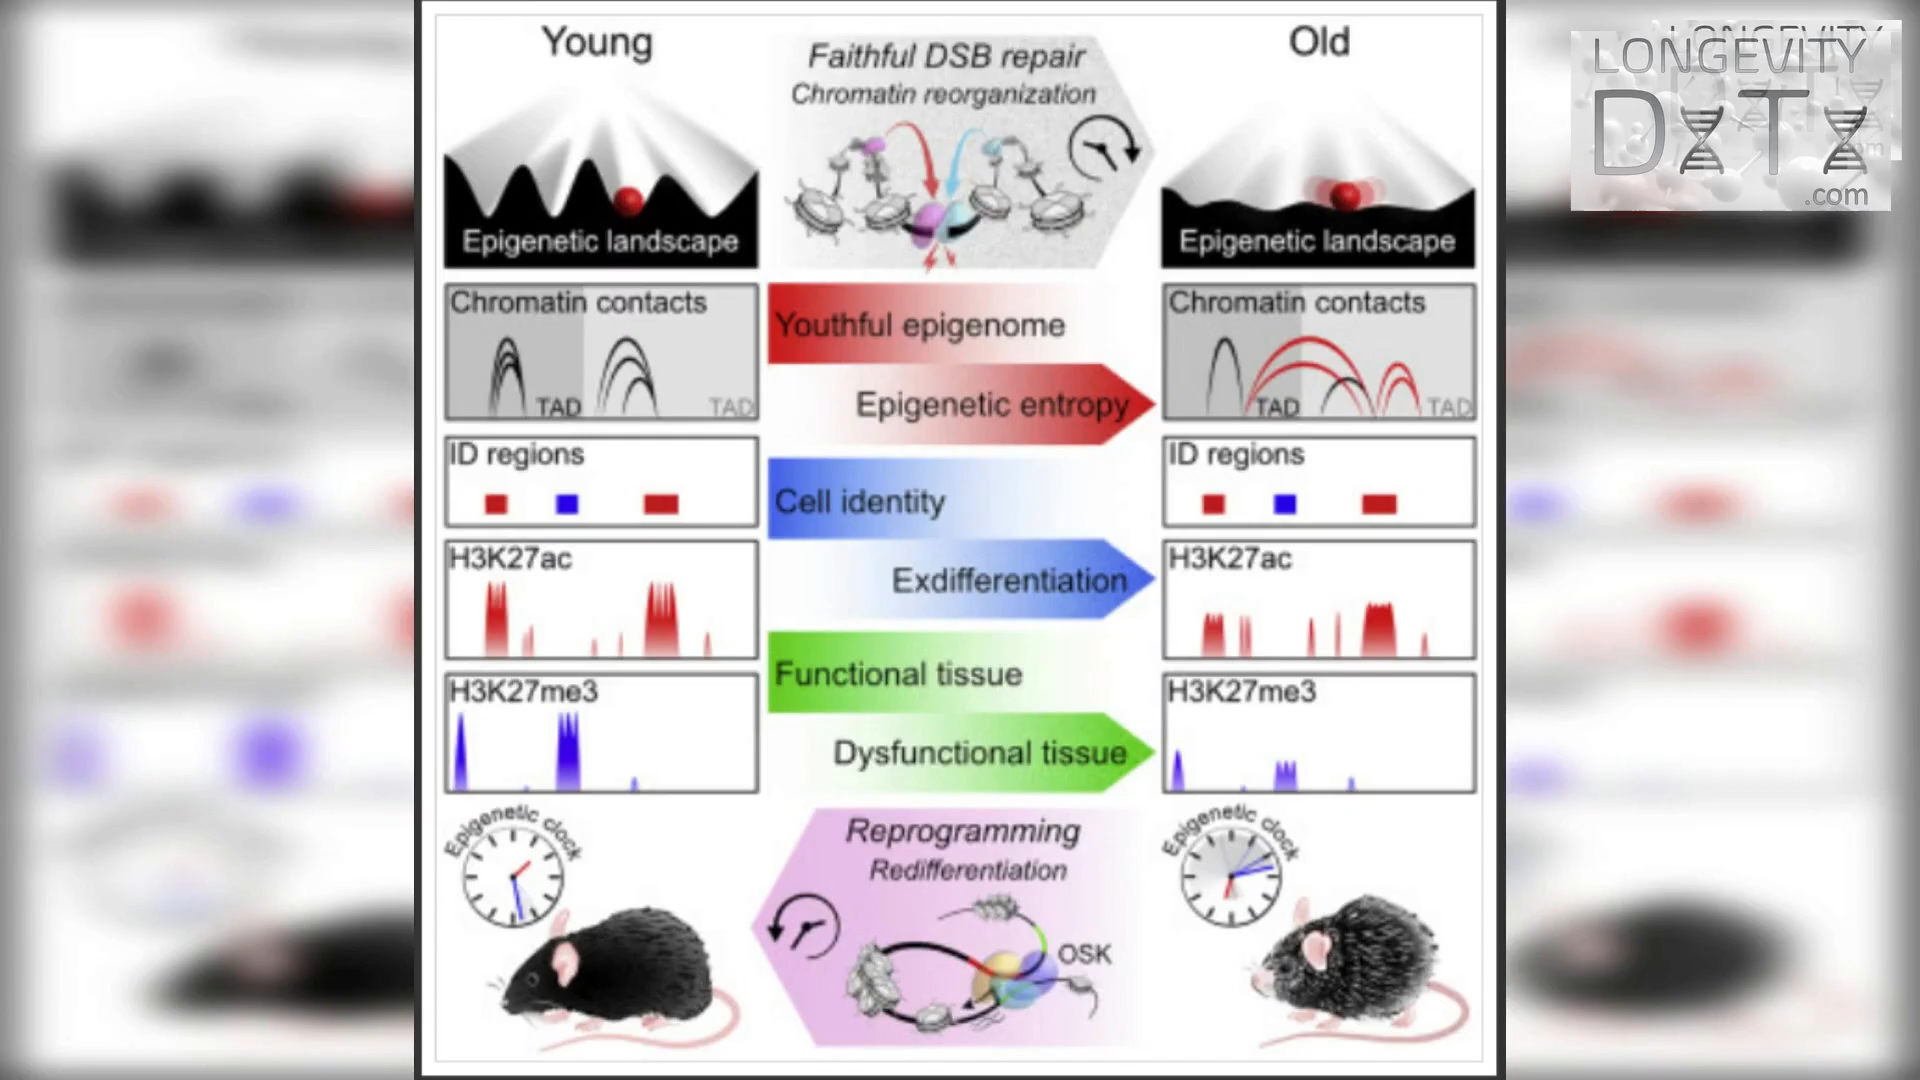 Young
Faithful DSB repair
Chromatin reorganization
Old
LONGEVITY
DATA
.com
Epigenetic landscape
Epigenetic landscape
Chromatin contacts
TAD
TAD
Youthful epigenome
Epigenetic entropy
Chromatin contacts
TAD
TAD
ID regions
Cell identity
ID regions
H3K27ac
Exdifferentiation
H3K27ac
H3K27me3
Functional tissue
Dysfunctional tissue
H3K27me3
Epigenetic clock
Reprogramming
Redifferentiation
OSK
Epigenetic clock